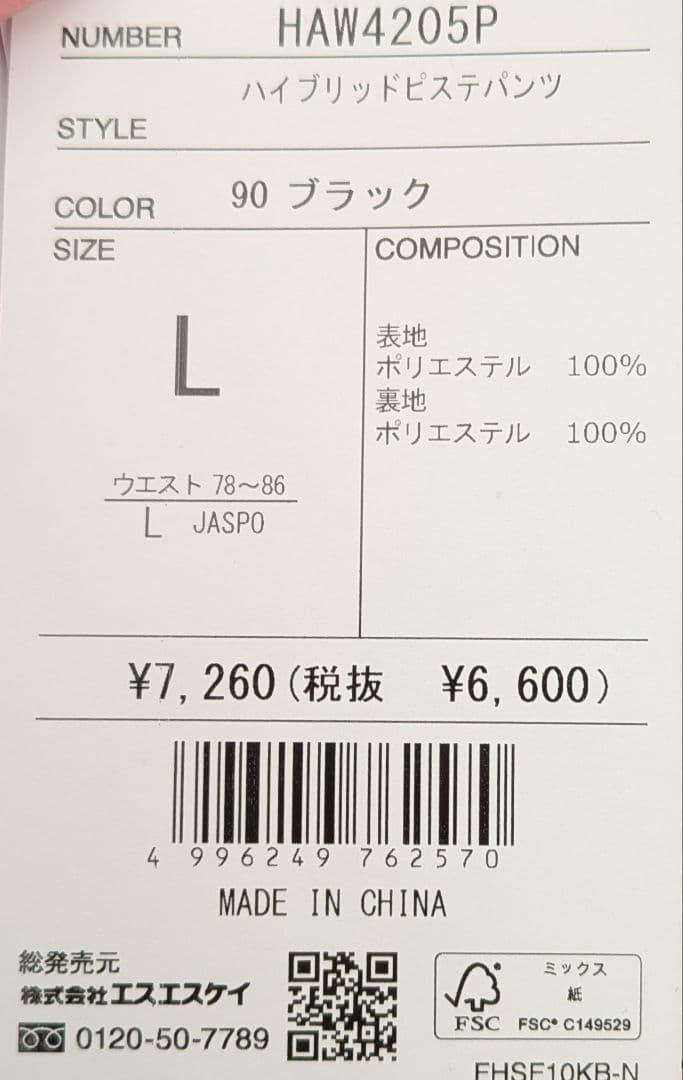 NUMBER HAW4205P
ハイブリッドピステパンツ
STYLE
COLOR 90 ブラック
SIZE
L
ウエスト 78〜86
L JASPO
COMPOSITION
表地
ポリエステル 100%
裏地
ポリエステル 100%
¥7,260(税抜 ¥6,600)
4 996249 762570
MADE IN CHINA
総発売元
株式会社エスエスケイ
0120-50-7789
ミックス
紙
FSC FSC® C149529